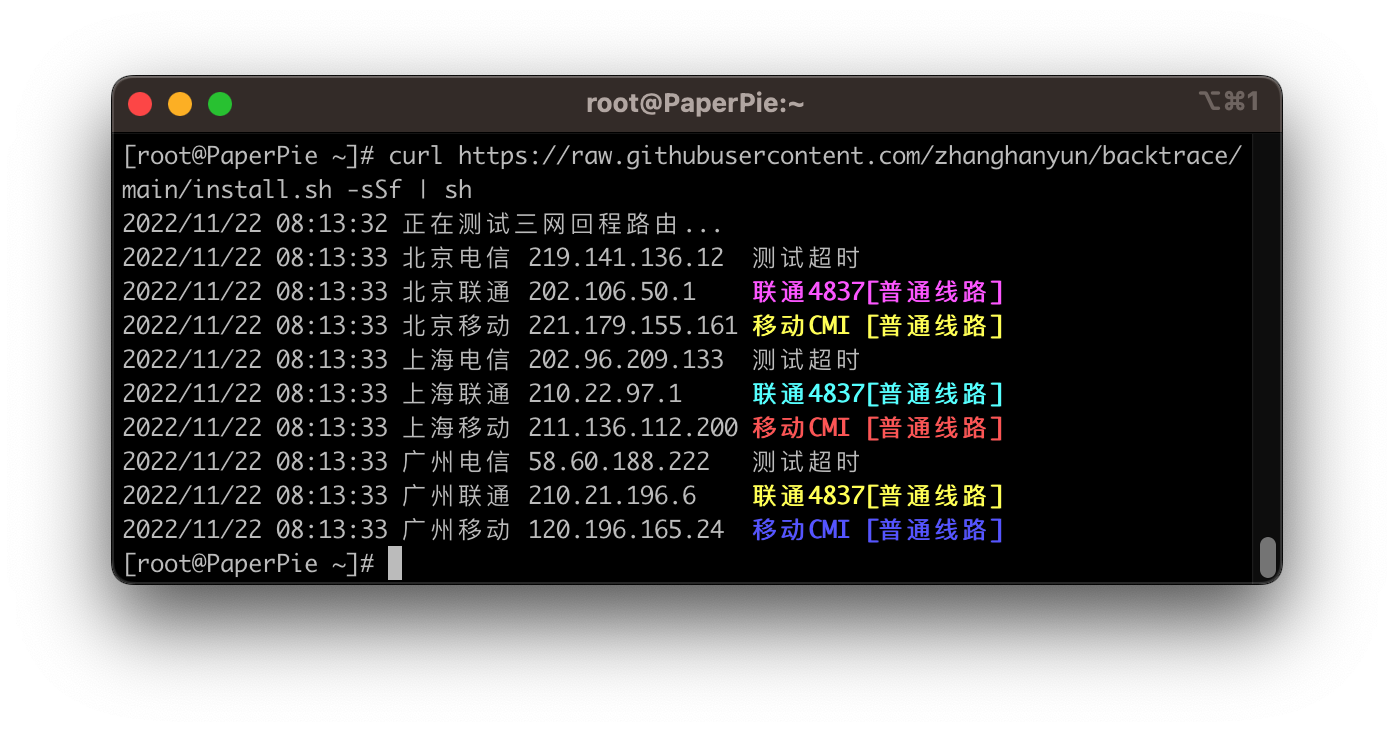 root@PaperPie:~
⌥⌘1
[root@PaperPie ~]# curl https://raw.githubusercontent.com/zhanghanyun/backtrace/
main/install.sh -sSf | sh
2022/11/22 08:13:32 正在测试三网回程路由...
2022/11/22 08:13:33 北京电信 219.141.136.12 测试超时
2022/11/22 08:13:33 北京联通 202.106.50.1 联通4837[普通线路]
2022/11/22 08:13:33 北京移动 221.179.155.161 移动CMI [普通线路]
2022/11/22 08:13:33 上海电信 202.96.209.133 测试超时
2022/11/22 08:13:33 上海联通 210.22.97.1 联通4837[普通线路]
2022/11/22 08:13:33 上海移动 211.136.112.200 移动CMI [普通线路]
2022/11/22 08:13:33 广州电信 58.60.188.222 测试超时
2022/11/22 08:13:33 广州联通 210.21.196.6 联通4837[普通线路]
2022/11/22 08:13:33 广州移动 120.196.165.24 移动CMI [普通线路]
[root@PaperPie ~]#